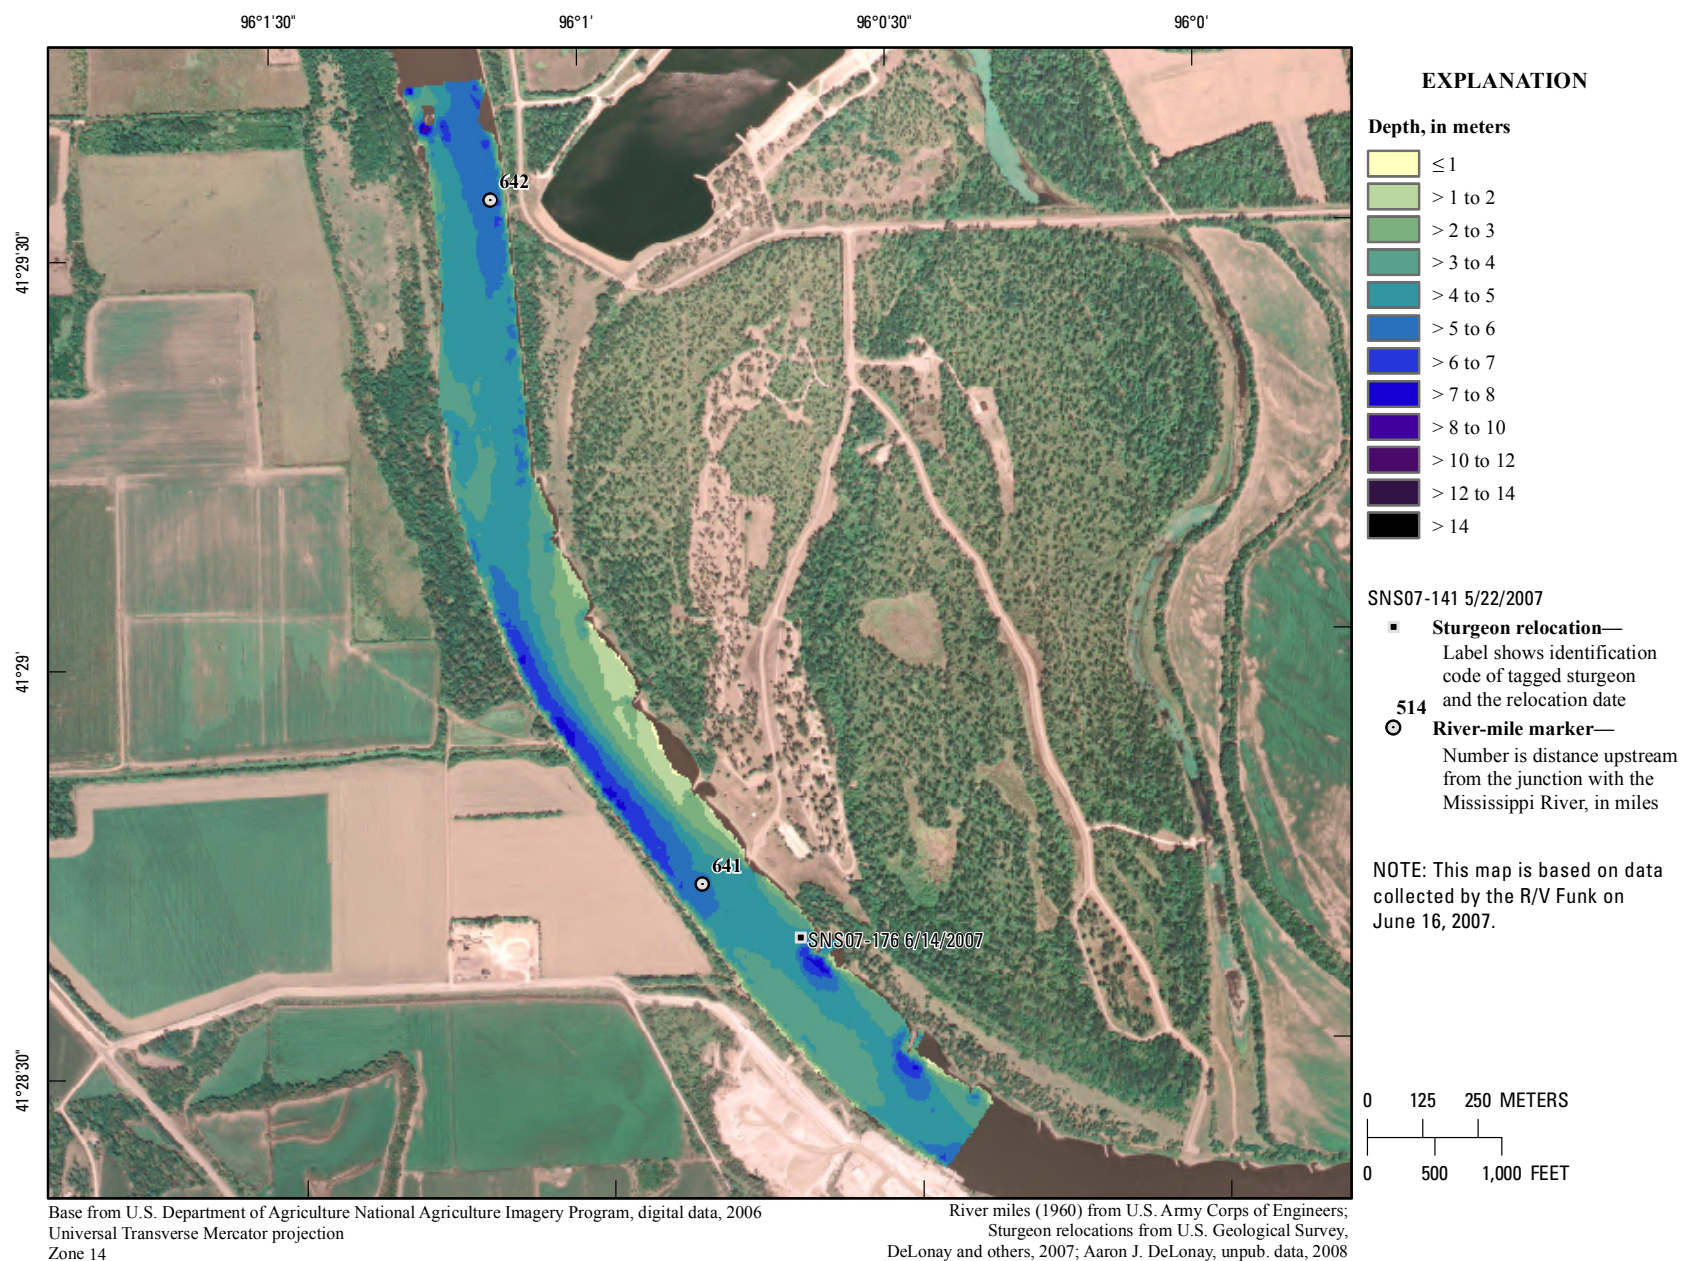 96°1'30"
96°1'
96°0'30"
96°0'
41°29'30"
41°29'
41°28'30"
642
641
SNS07-176 6/14/2007
EXPLANATION
Depth, in meters
≤ 1
> 1 to 2
> 2 to 3
> 3 to 4
> 4 to 5
> 5 to 6
> 6 to 7
> 7 to 8
> 8 to 10
> 10 to 12
> 12 to 14
> 14
SNS07-141 5/22/2007
Sturgeon relocation—
Label shows identification
code of tagged sturgeon
and the relocation date
514
River-mile marker—
Number is distance upstream
from the junction with the
Mississippi River, in miles
NOTE: This map is based on data
collected by the R/V Funk on
June 16, 2007.
0 125 250 METERS
0 500 1,000 FEET
Base from U.S. Department of Agriculture National Agriculture Imagery Program, digital data, 2006
Universal Transverse Mercator projection
Zone 14
River miles (1960) from U.S. Army Corps of Engineers;
Sturgeon relocations from U.S. Geological Survey,
DeLonay and others, 2007; Aaron J. DeLonay, unpub. data, 2008